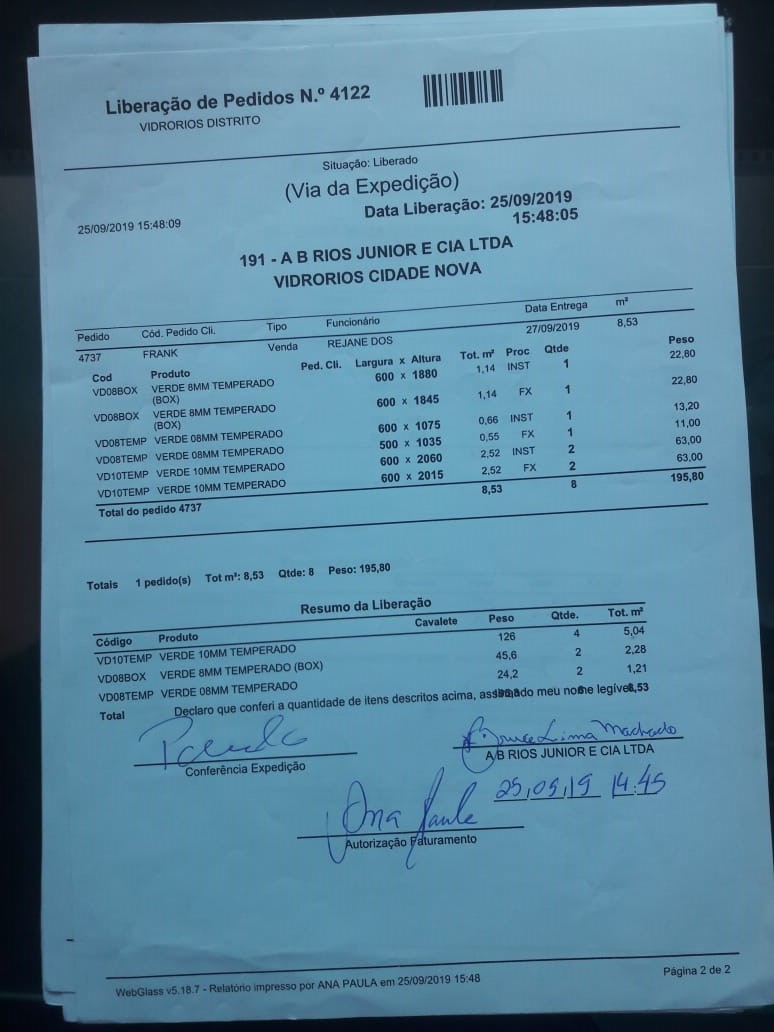 Liberação de Pedidos N.º 4122
VIDRORIOS DISTRITO
Situação: Liberado
(Via da Expedição)
25/09/2019 15:48:09
Data Liberação: 25/09/2019
15:48:05
191 - A B RIOS JUNIOR E CIA LTDA
VIDRORIOS CIDADE NOVA
Pedido Cód. Pedido Cli. Tipo Funcionário Data Entrega m²
4737 FRANK Venda REJANE DOS 27/09/2019 8,53
Cod Produto Ped. Cli. Largura x Altura Tot. m² Proc Qtde Peso
VD08BOX VERDE 8MM TEMPERADO (BOX) 600 x 1880 1,14 INST 1 22,80
VD08BOX VERDE 8MM TEMPERADO (BOX) 600 x 1845 1,14 FX 1 22,80
VD08TEMP VERDE 08MM TEMPERADO 600 x 1075 0,66 INST 1 13,20
VD08TEMP VERDE 08MM TEMPERADO 500 x 1035 0,55 FX 1 11,00
VD10TEMP VERDE 10MM TEMPERADO 600 x 2060 2,52 INST 2 63,00
VD10TEMP VERDE 10MM TEMPERADO 600 x 2015 2,52 FX 2 63,00
Total do pedido 4737 8,53 8 195,80
Totais 1 pedido(s) Tot m²: 8,53 Qtde: 8 Peso: 195,80
Resumo da Liberação
Código Produto Cavalete Peso Qtde. Tot. m²
VD10TEMP VERDE 10MM TEMPERADO 126 4 5,04
VD08BOX VERDE 8MM TEMPERADO (BOX) 45,6 2 2,28
VD08TEMP VERDE 08MM TEMPERADO 24,2 2 1,21
Total 195,8 8 8,53
Declaro que conferi a quantidade de itens descritos acima, assinado meu nome legível.
Lima Machado
Conferência Expedição
A B RIOS JUNIOR E CIA LTDA
25,09,19 14:45
Ana Paula
Autorização Faturamento
WebGlass v5.18.7 - Relatório impresso por ANA PAULA em 25/09/2019 15:48
Página 2 de 2